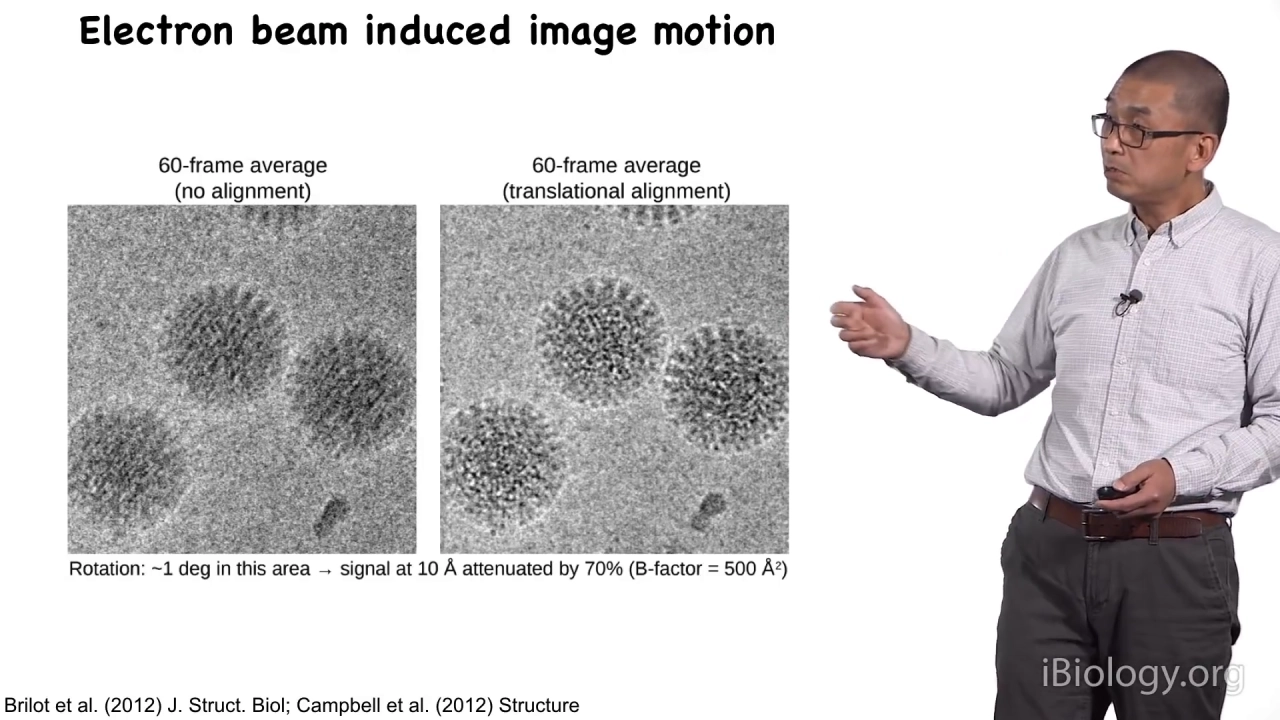 Electron beam induced image motion
60-frame average
(no alignment)
60-frame average
(translational alignment)
Rotation: ~1 deg in this area → signal at 10 Å attenuated by 70% (B-factor = 500 Å²)
iBiology.org
Brilot et al. (2012) J. Struct. Biol; Campbell et al. (2012) Structure